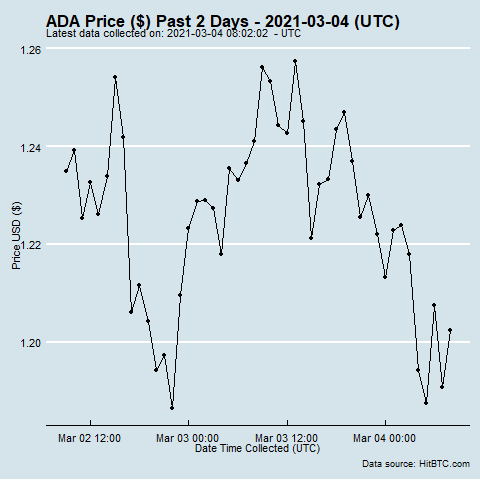 ADA Price ($) Past 2 Days - 2021-03-04 (UTC)
Latest data collected on: 2021-03-04 08:02:02 - UTC
1.26
1.24
1.22
1.20
Price USD ($)
Mar 02 12:00
Mar 03 00:00
Mar 03 12:00
Mar 04 00:00
Date Time Collected (UTC)
Data source: HitBTC.com